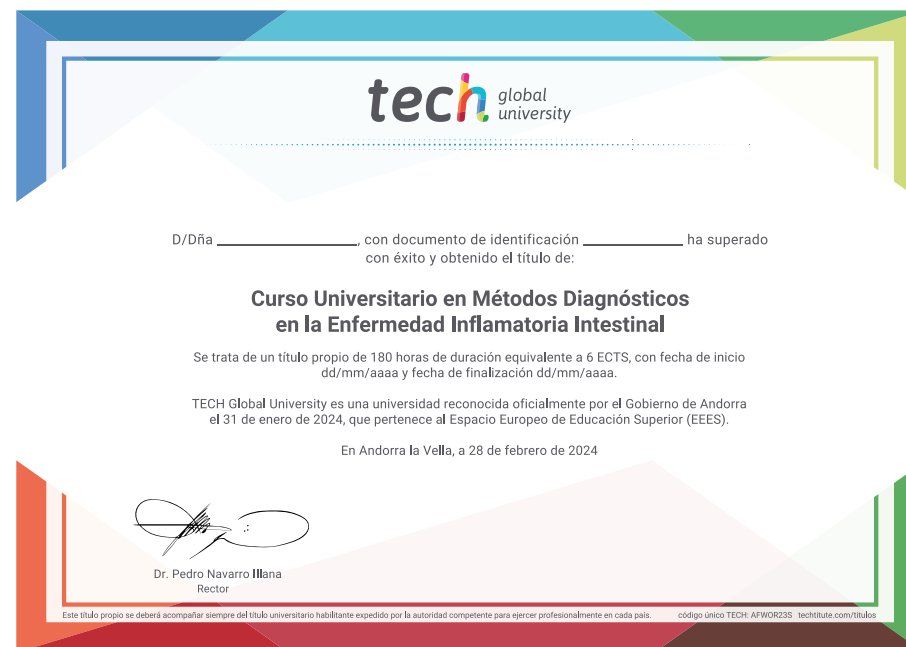 tech global university
D/Dña ____________________, con documento de identificación ______________ ha superado
con éxito y obtenido el título de:
Curso Universitario en Métodos Diagnósticos
en la Enfermedad Inflamatoria Intestinal
Se trata de un título propio de 180 horas de duración equivalente a 6 ECTS, con fecha de inicio
dd/mm/aaaa y fecha de finalización dd/mm/aaaa.
TECH Global University es una universidad reconocida oficialmente por el Gobierno de Andorra
el 31 de enero de 2024, que pertenece al Espacio Europeo de Educación Superior (EEES).
En Andorra la Vella, a 28 de febrero de 2024
Dr. Pedro Navarro Illana
Rector
Este título propio se deberá acompañar siempre del título universitario habilitante expedido por la autoridad competente para ejercer profesionalmente en cada país. código único TECH: AFWOR23S techtitute.com/titulos